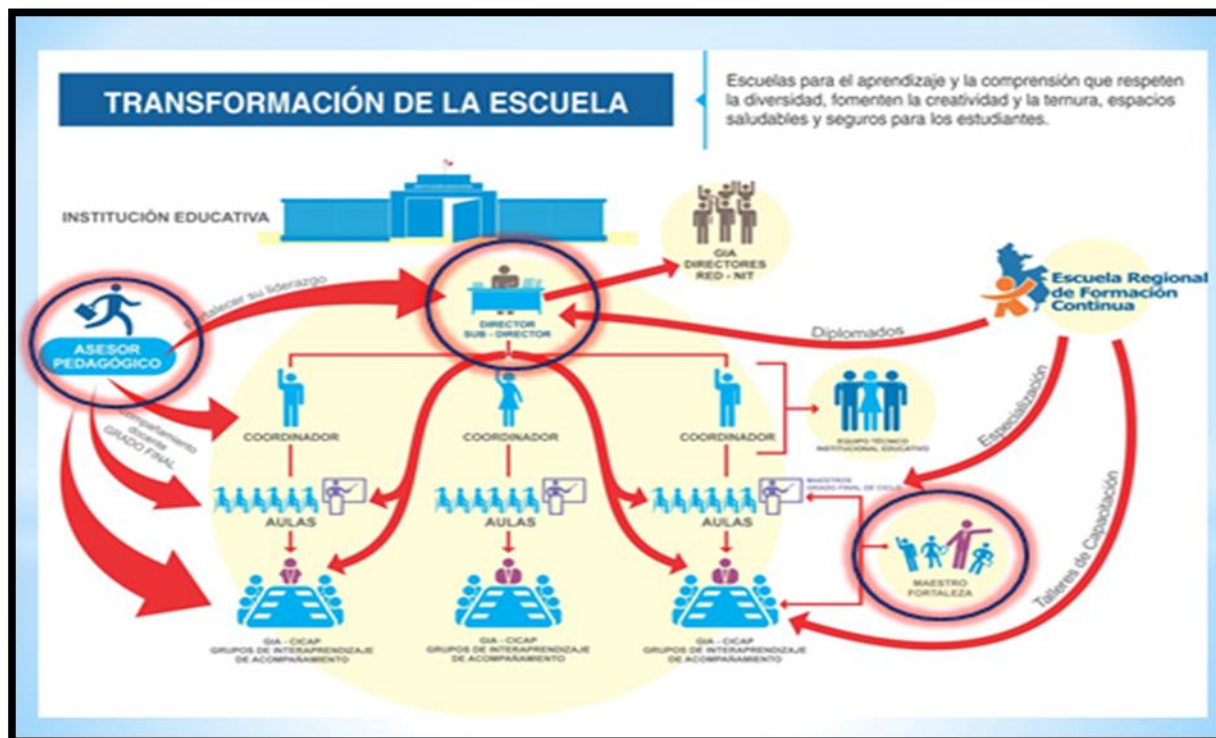 TRANSFORMACIÓN DE LA ESCUELA
Escuelas para el aprendizaje y la comprensión que respeten
la diversidad, fomenten la creatividad y la ternura, espacios
saludables y seguros para los estudiantes.
INSTITUCIÓN EDUCATIVA
GIA
DIRECTORES
RED - NIT
Escuela Regional
de Formación
Continua
Fortalecer su liderazgo
DIRECTOR
SUB - DIRECTOR
Diplomados
ASESOR
PEDAGÓGICO
Acompañamiento
docente
GRADO FINAL
COORDINADOR
COORDINADOR
COORDINADOR
EQUIPO TÉCNICO
INSTITUCIONAL EDUCATIVO
Especialización
MAESTROS
GRADO FINAL DE CICLO
AULAS
AULAS
AULAS
MAESTRO
FORTALEZA
Talleres de Capacitación
GIA - CICAP
GRUPOS DE INTERAPRENDIZAJE
DE ACOMPAÑAMIENTO
GIA - CICAP
GRUPOS DE INTERAPRENDIZAJE
DE ACOMPAÑAMIENTO
GIA - CICAP
GRUPOS DE INTERAPRENDIZAJE
DE ACOMPAÑAMIENTO